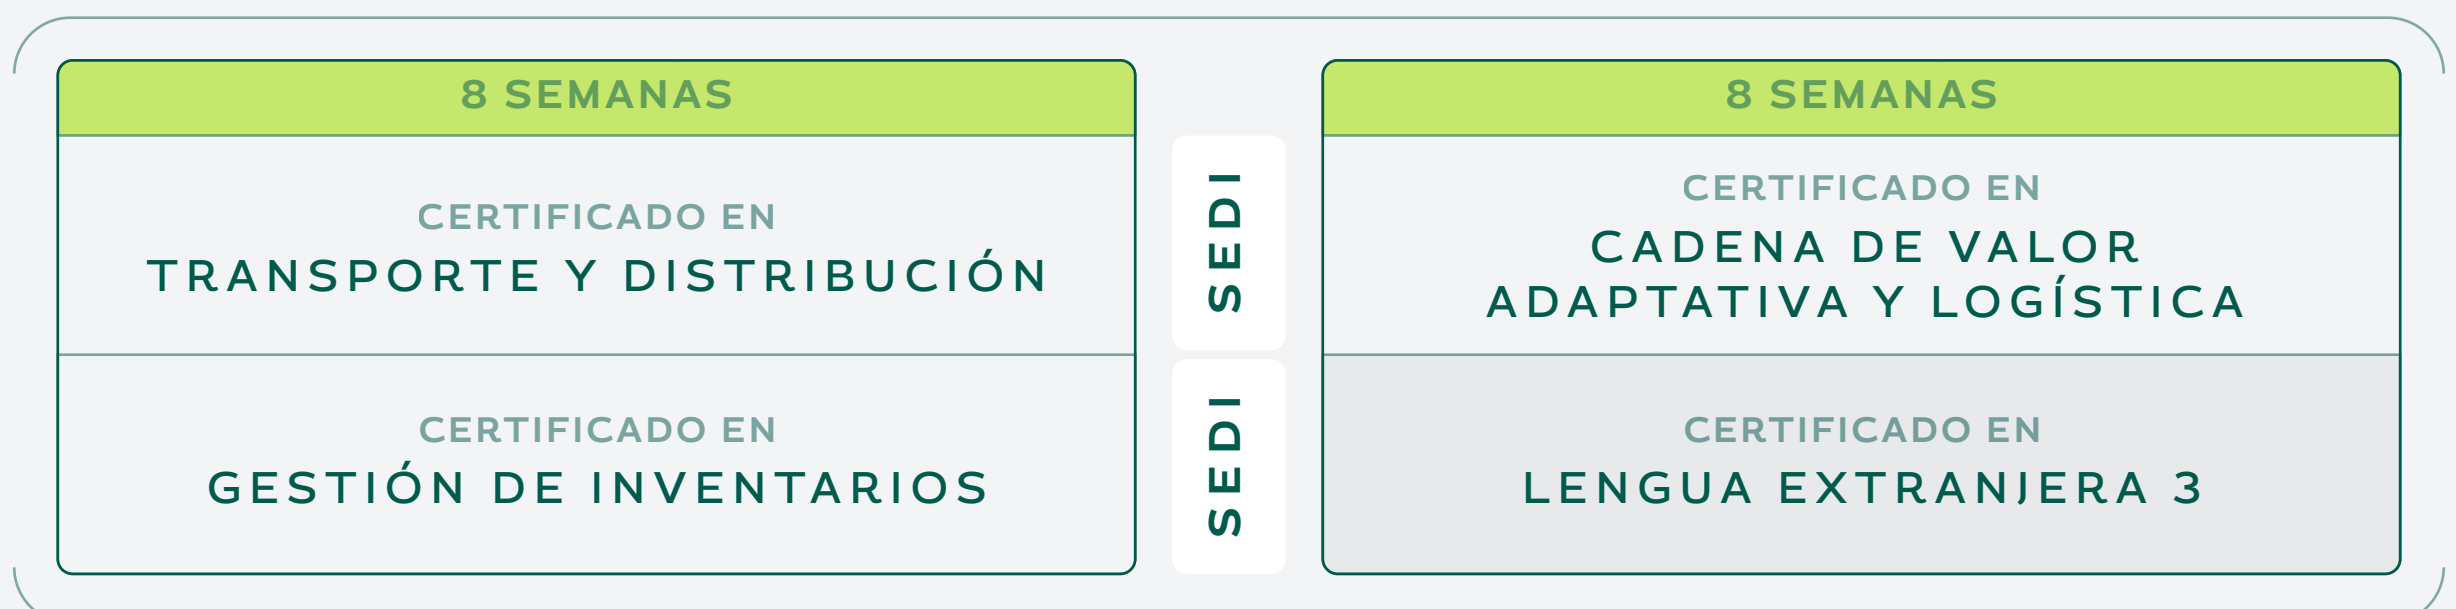 8 SEMANAS
CERTIFICADO EN
TRANSPORTE Y DISTRIBUCIÓN
CERTIFICADO EN
GESTIÓN DE INVENTARIOS
SEDI
SEDI
8 SEMANAS
CERTIFICADO EN
CADENA DE VALOR
ADAPTATIVA Y LOGÍSTICA
CERTIFICADO EN
LENGUA EXTRANJERA 3